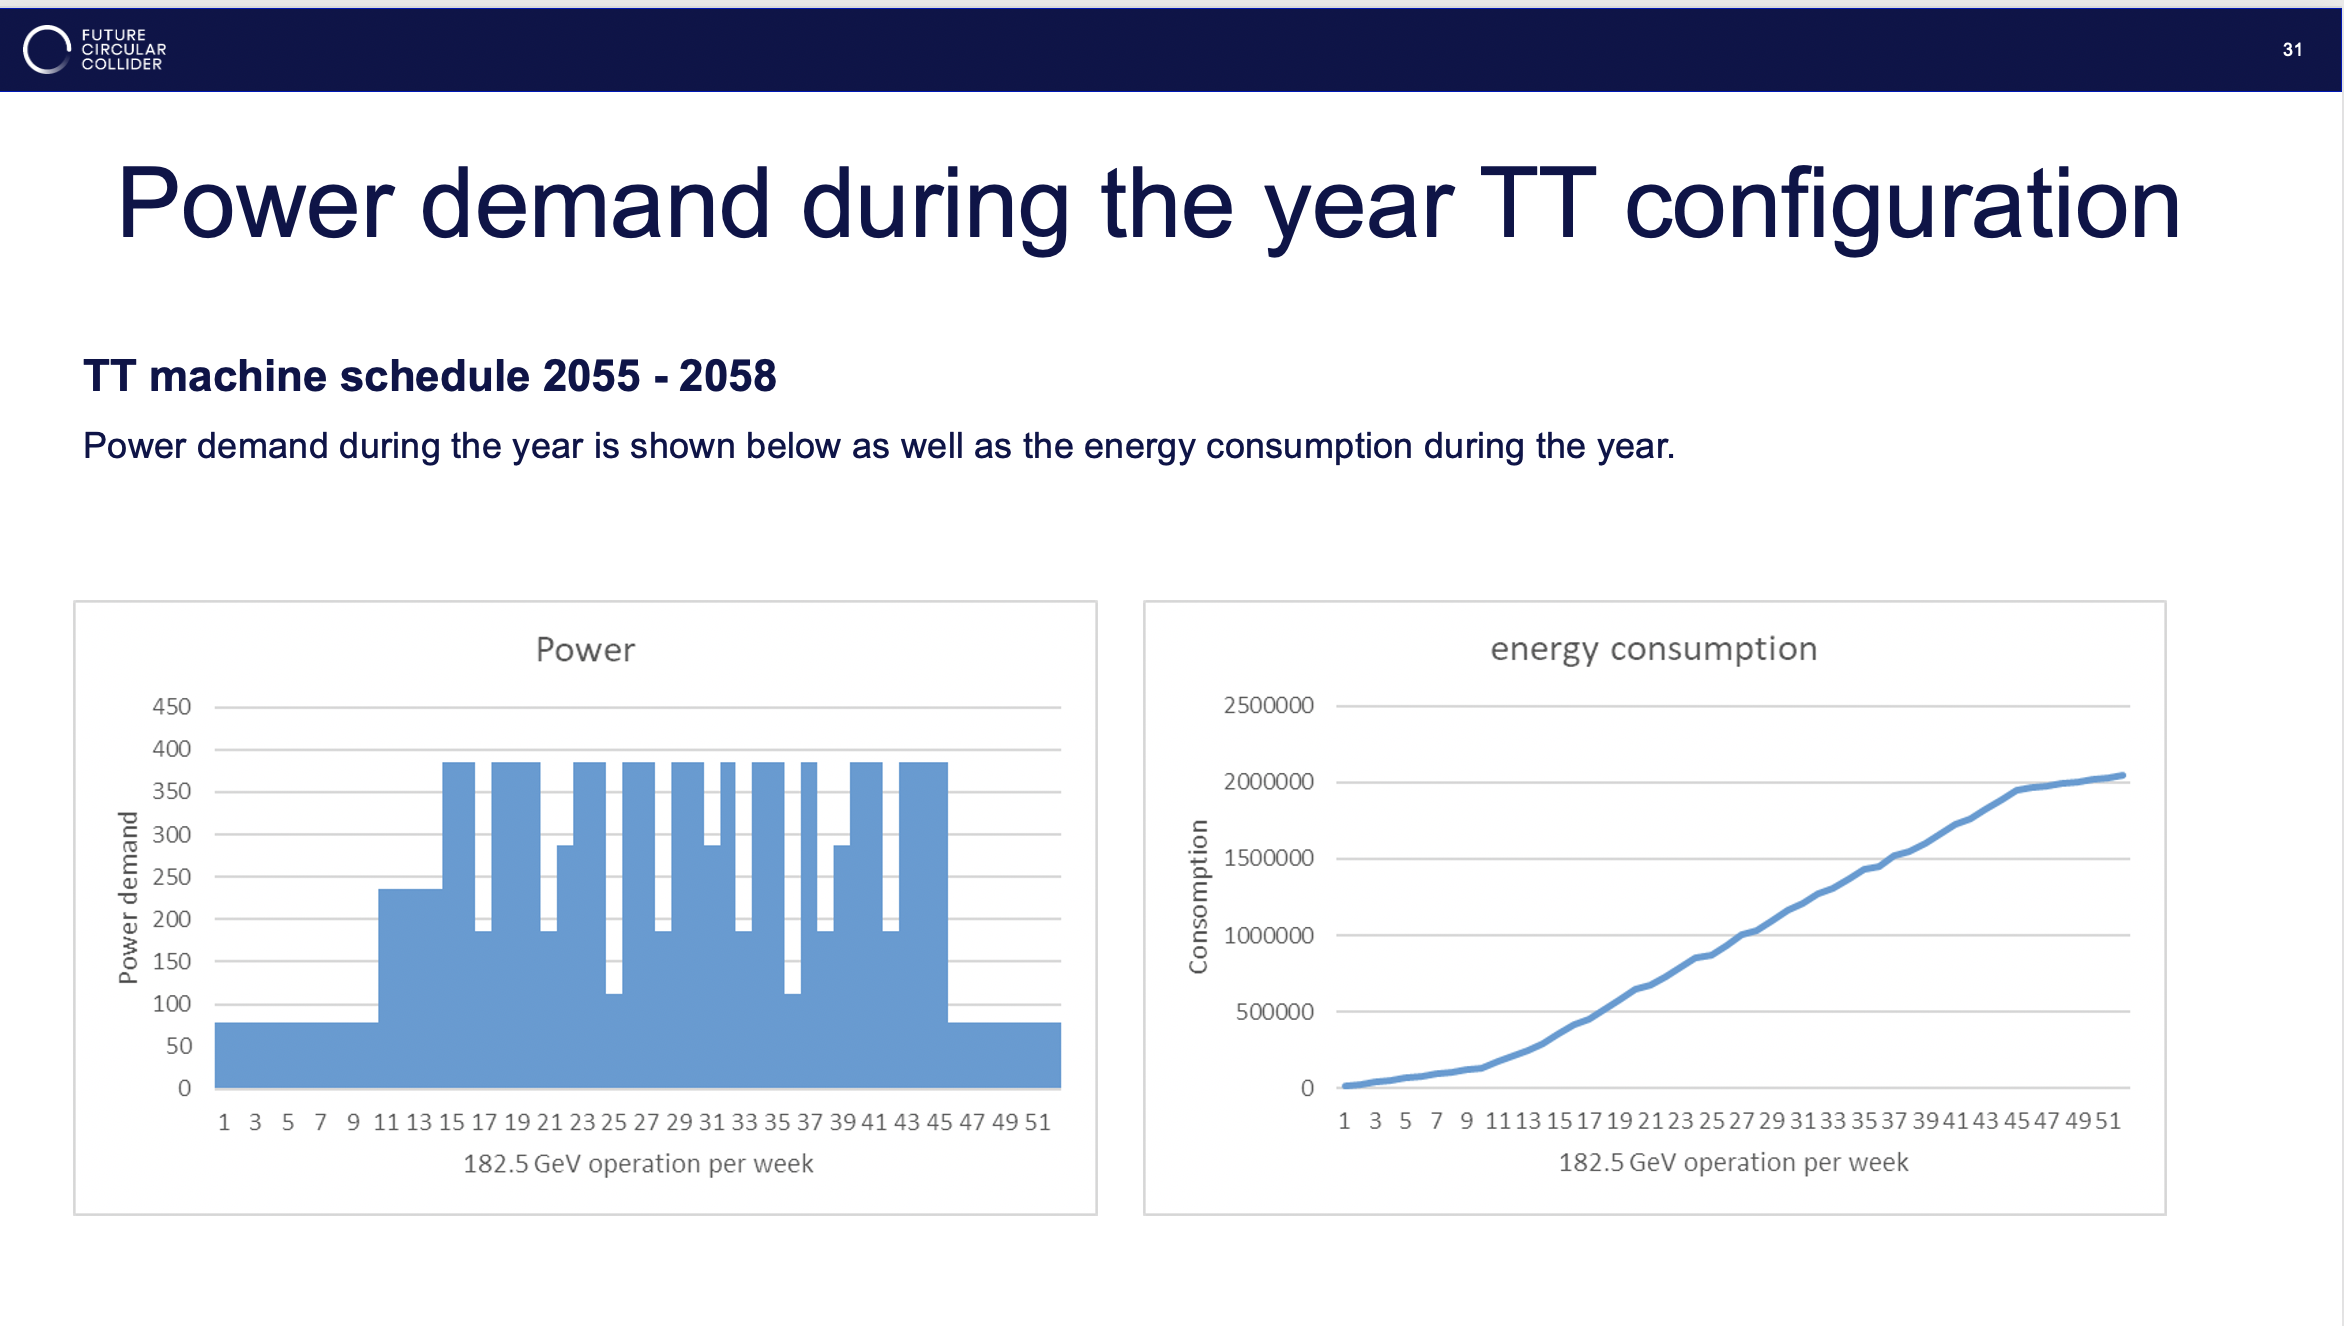 FUTURE
CIRCULAR
COLLIDER
31
Power demand during the year TT configuration
TT machine schedule 2055 - 2058
Power demand during the year is shown below as well as the energy consumption during the year.
Power
450
400
350
300
250
200
150
100
50
0
Power demand
1 3 5 7 9 11 13 15 17 19 21 23 25 27 29 31 33 35 37 39 41 43 45 47 49 51
182.5 GeV operation per week
energy consumption
2500000
2000000
1500000
1000000
500000
0
Consomption
1 3 5 7 9 11 13 15 17 19 21 23 25 27 29 31 33 35 37 39 41 43 45 47 49 51
182.5 GeV operation per week